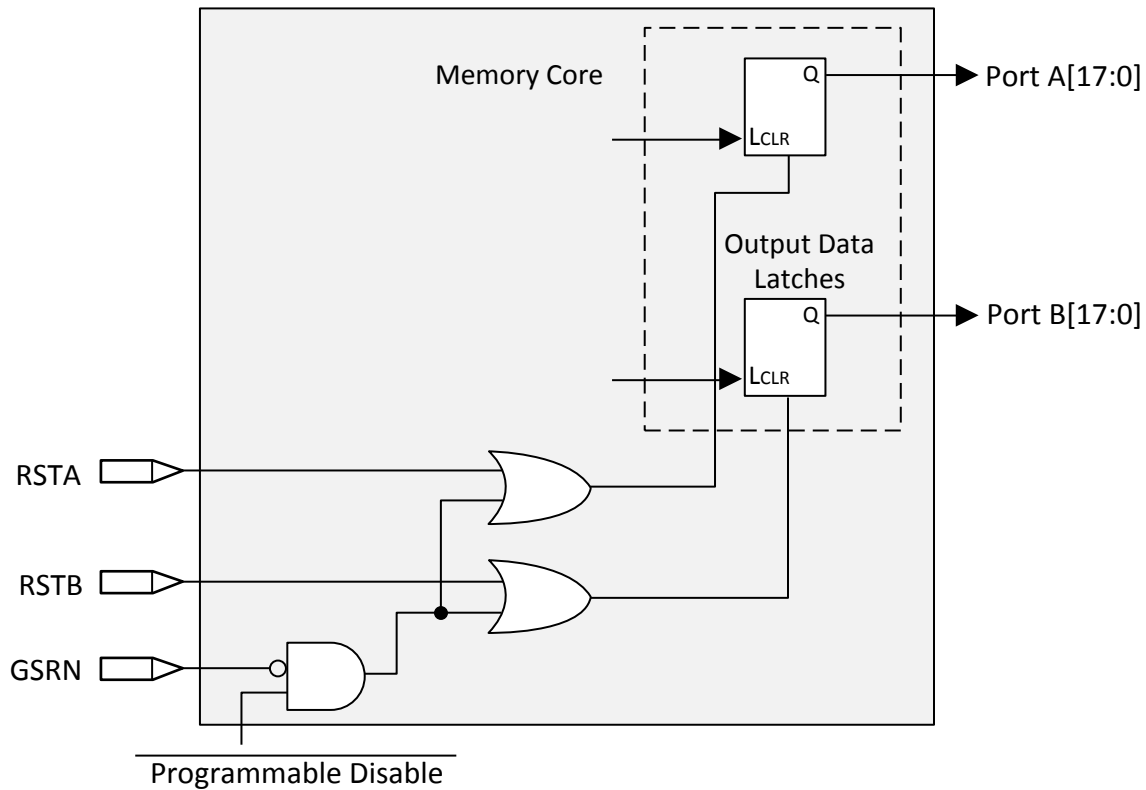 Memory Core
Q
Port A[17:0]
LCLR
Output Data
Latches
Q
Port B[17:0]
LCLR
RSTA
RSTB
GSRN
Programmable Disable